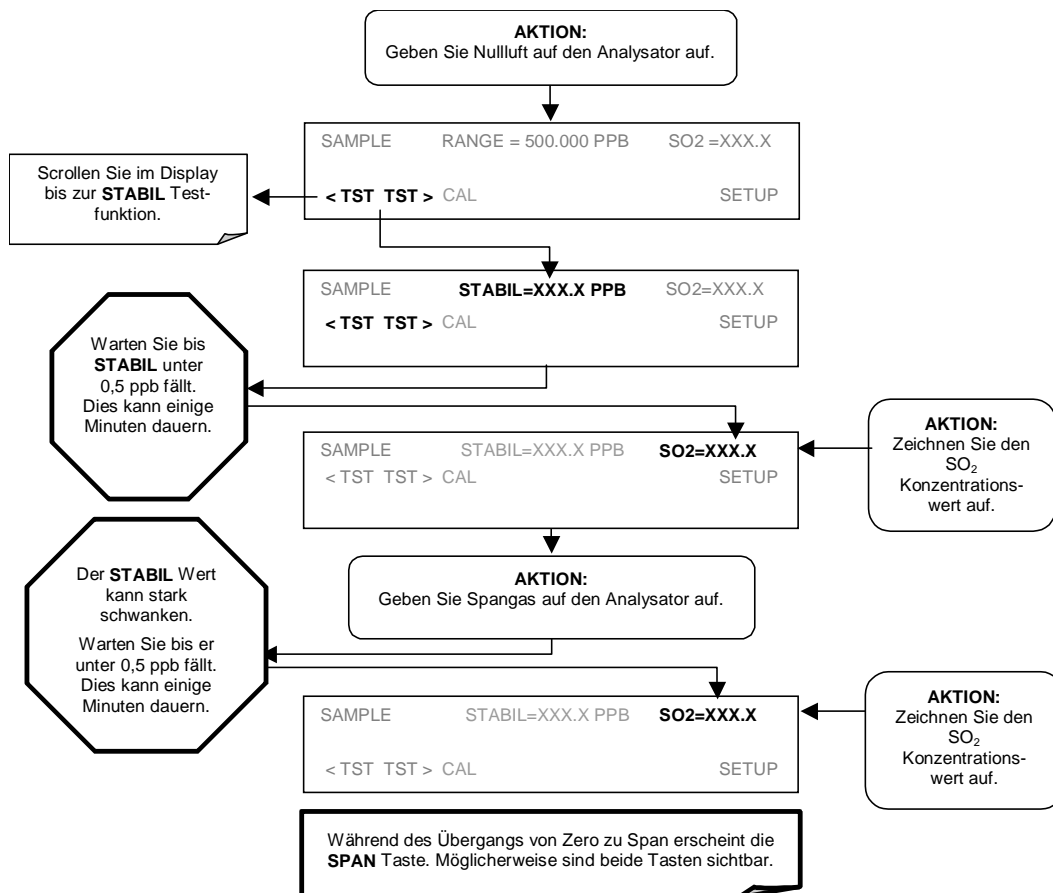 AKTION:
Geben Sie Nullluft auf den Analysator auf.
SAMPLE RANGE = 500.000 PPB SO2 =XXX.X
< TST TST > CAL SETUP
Scrollen Sie im Display
bis zur STABIL Test-
funktion.
SAMPLE STABIL=XXX.X PPB SO2=XXX.X
< TST TST > CAL SETUP
Warten Sie bis
STABIL unter
0,5 ppb fällt.
Dies kann einige
Minuten dauern.
SAMPLE STABIL=XXX.X PPB SO2=XXX.X
< TST TST > CAL SETUP
AKTION:
Zeichnen Sie den
SO₂
Konzentrations-
wert auf.
AKTION:
Geben Sie Spangas auf den Analysator auf.
Der STABIL Wert
kann stark
schwanken.
Warten Sie bis er
unter 0,5 ppb fällt.
Dies kann einige
Minuten dauern.
SAMPLE STABIL=XXX.X PPB SO2=XXX.X
< TST TST > CAL SETUP
AKTION:
Zeichnen Sie den
SO₂
Konzentrations-
wert auf.
Während des Übergangs von Zero zu Span erscheint die
SPAN Taste. Möglicherweise sind beide Tasten sichtbar.